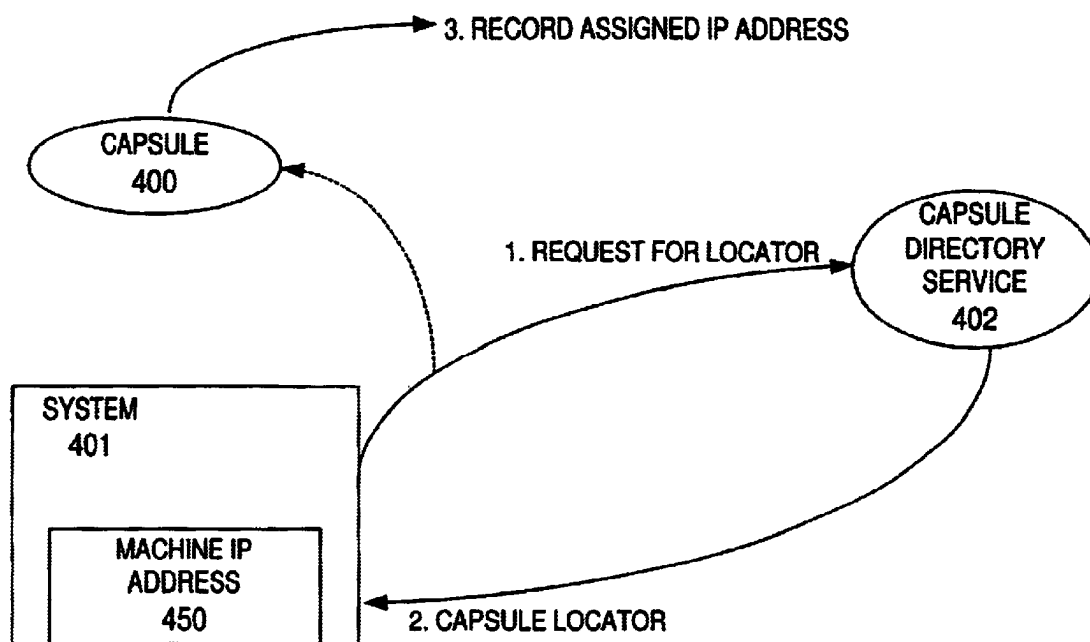 3. RECORD ASSIGNED IP ADDRESS
CAPSULE
400
CAPSULE
DIRECTORY
SERVICE
402
1. REQUEST FOR LOCATOR
SYSTEM
401
MACHINE IP
ADDRESS
450
2. CAPSULE LOCATOR